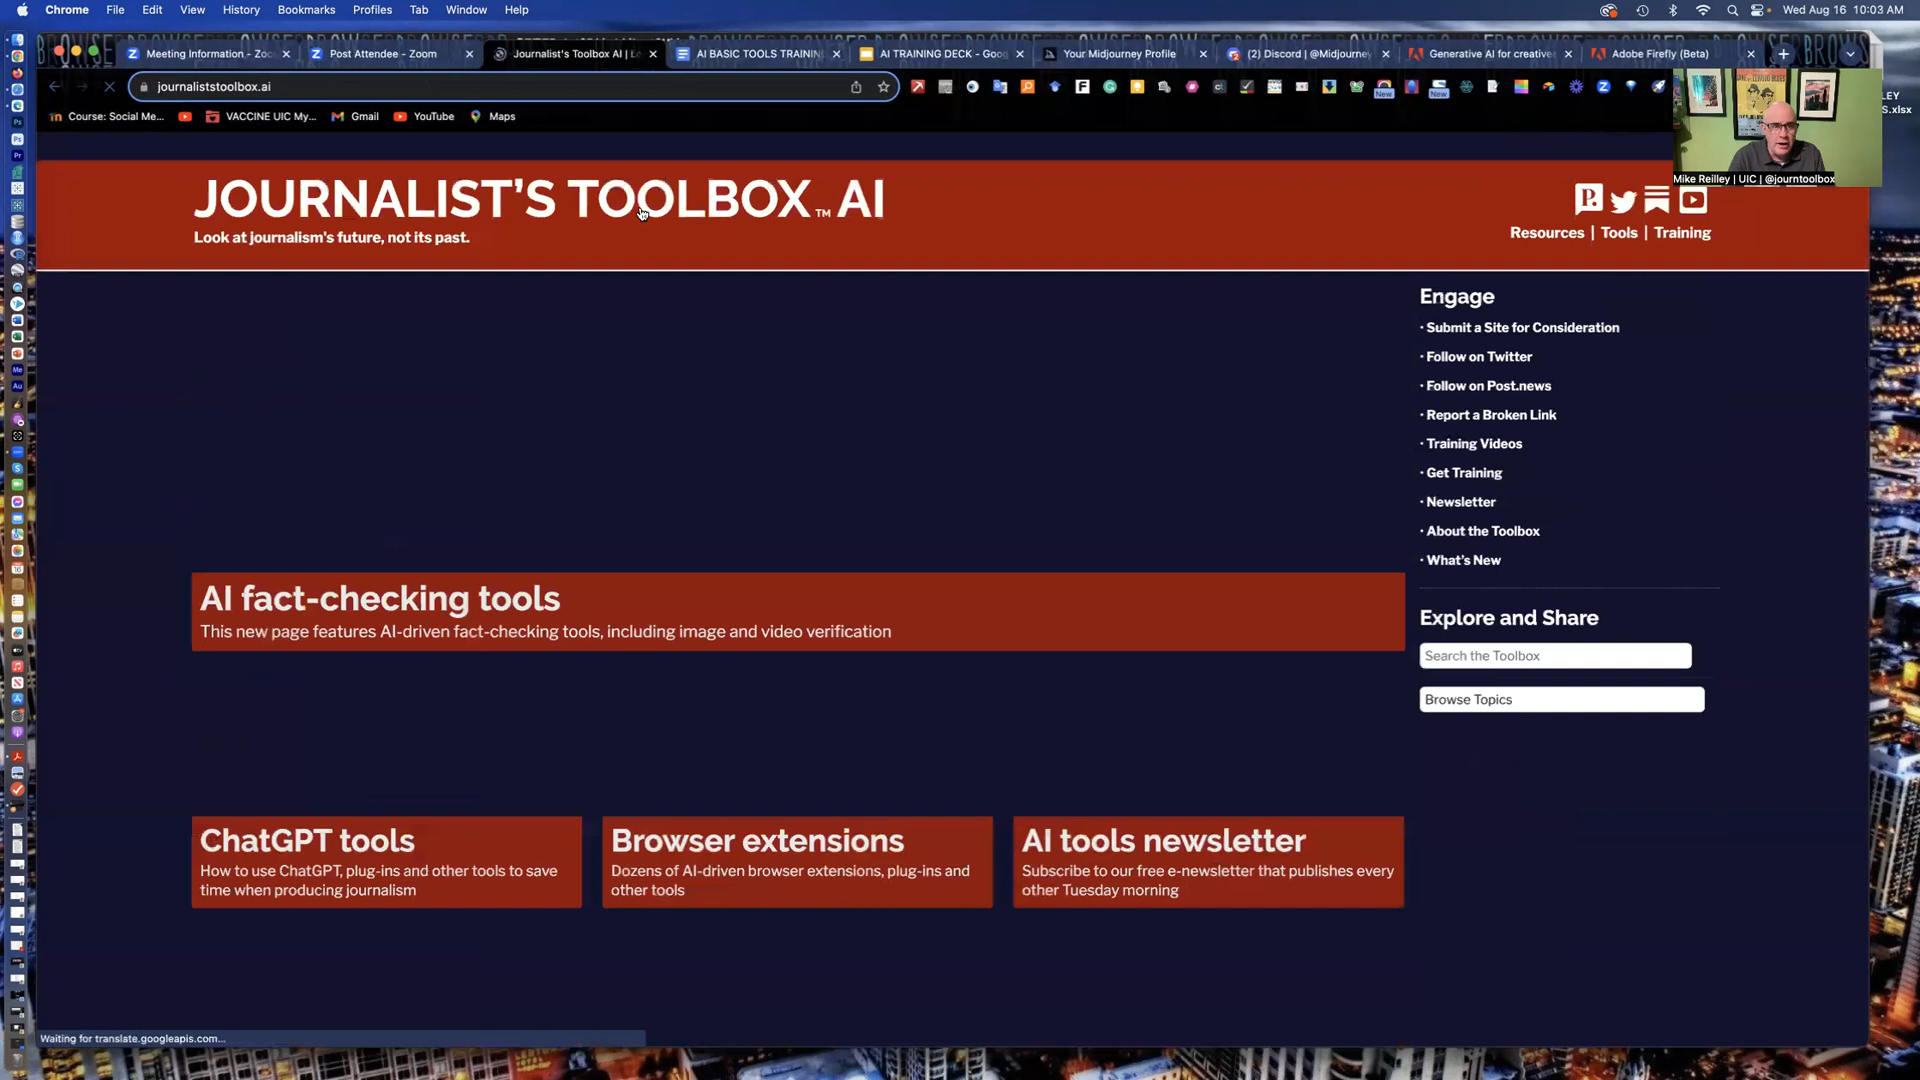 Chrome File Edit View History Bookmarks Profiles Tab Window Help
Wed Aug 16 10:03 AM
Meeting Information - Zoo
Post Attendee - Zoom
Journalist's Toolbox AI | Le
AI BASIC TOOLS TRAININ
AI TRAINING DECK - Goog
Your Midjourney Profile
(2) Discord | @Midjourney
Generative AI for creatives
Adobe Firefly (Beta)
journaliststoolbox.ai
New
New
LEY
S.xlsx
Course: Social Me...
VACCINE UIC My...
Gmail
YouTube
Maps
Mike Reilley | UIC | @journtoolbox
JOURNALIST'S TOOLBOX TM AI
Look at journalism's future, not its past.
Resources | Tools | Training
Engage
· Submit a Site for Consideration
· Follow on Twitter
· Follow on Post.news
· Report a Broken Link
· Training Videos
· Get Training
· Newsletter
· About the Toolbox
· What's New
Explore and Share
Search the Toolbox
Browse Topics
AI fact-checking tools
This new page features AI-driven fact-checking tools, including image and video verification
ChatGPT tools
How to use ChatGPT, plug-ins and other tools to save
time when producing journalism
Browser extensions
Dozens of AI-driven browser extensions, plug-ins and
other tools
AI tools newsletter
Subscribe to our free e-newsletter that publishes every
other Tuesday morning
Waiting for translate.googleapis.com...